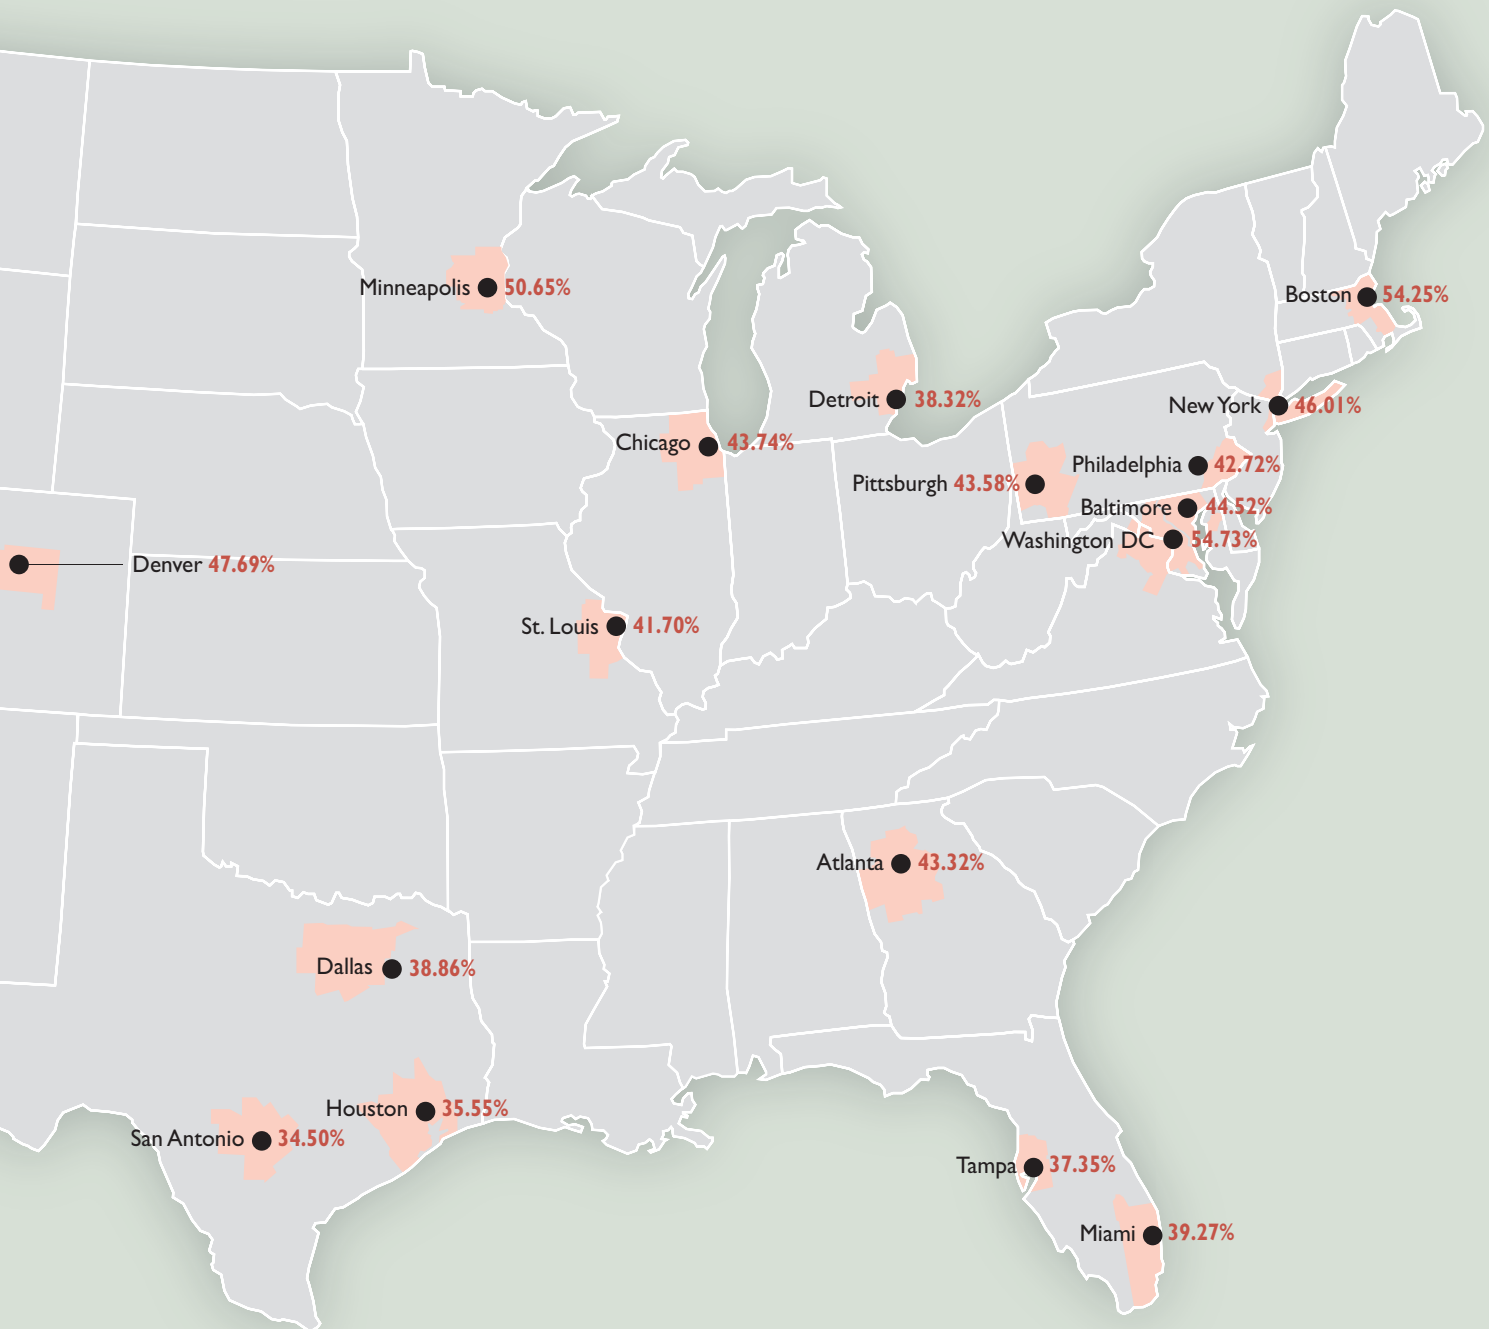 Minneapolis 50.65%
Boston 54.25%
Detroit 38.32%
New York 46.01%
Chicago 43.74%
Philadelphia 42.72%
Pittsburgh 43.58%
Baltimore 44.52%
Washington DC 54.73%
Denver 47.69%
St. Louis 41.70%
Atlanta 43.32%
Dallas 38.86%
Houston 35.55%
San Antonio 34.50%
Tampa 37.35%
Miami 39.27%